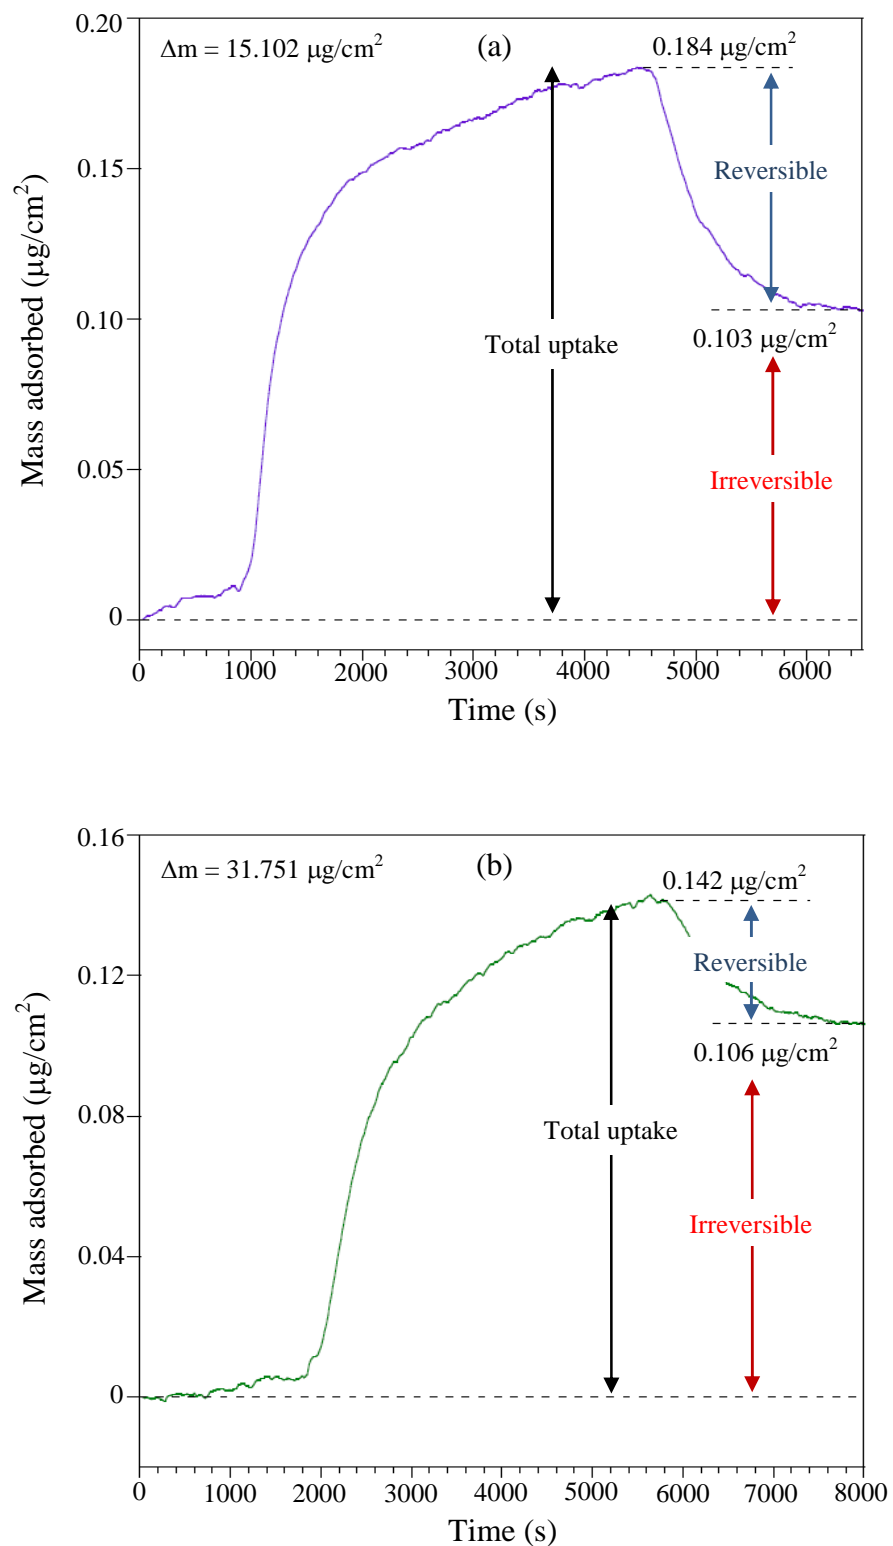 0.20
Δm = 15.102 μg/cm²
(a)
0.184 μg/cm²
0.15
Reversible
Mass adsorbed (μg/cm²)
0.10
Total uptake
0.103 μg/cm²
0.05
Irreversible
0
0 1000 2000 3000 4000 5000 6000
Time (s)
0.16
Δm = 31.751 μg/cm²
(b)
0.142 μg/cm²
0.12
Reversible
Mass adsorbed (μg/cm²)
0.106 μg/cm²
0.08
Total uptake
Irreversible
0.04
0
0 1000 2000 3000 4000 5000 6000 7000 8000
Time (s)